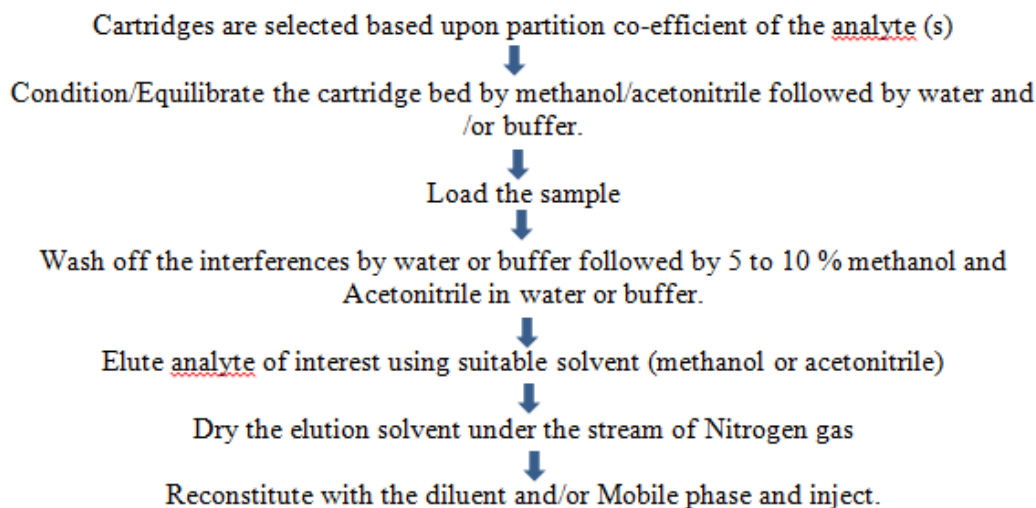 Cartridges are selected based upon partition co-efficient of the analyte (s)
Condition/Equilibrate the cartridge bed by methanol/acetonitrile followed by water and
/or buffer.
Load the sample
Wash off the interferences by water or buffer followed by 5 to 10 % methanol and
Acetonitrile in water or buffer.
Elute analyte of interest using suitable solvent (methanol or acetonitrile)
Dry the elution solvent under the stream of Nitrogen gas
Reconstitute with the diluent and/or Mobile phase and inject.